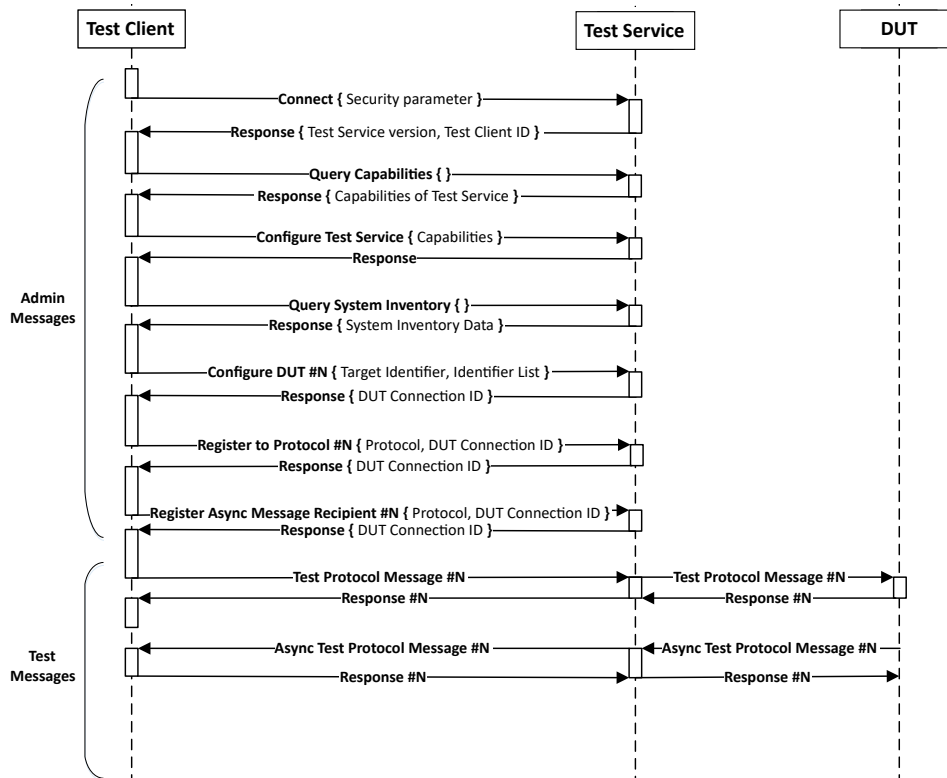 Test Client
Test Service
DUT
Connect { Security parameter }
Response { Test Service version, Test Client ID }
Query Capabilities { }
Response { Capabilities of Test Service }
Configure Test Service { Capabilities }
Response
Admin
Messages
Query System Inventory { }
Response { System Inventory Data }
Configure DUT #N { Target Identifier, Identifier List }
Response { DUT Connection ID }
Register to Protocol #N { Protocol, DUT Connection ID }
Response { DUT Connection ID }
Register Async Message Recipient #N { Protocol, DUT Connection ID }
Response { DUT Connection ID }
Test Protocol Message #N
Test Protocol Message #N
Response #N
Response #N
Test
Messages
Async Test Protocol Message #N
Async Test Protocol Message #N
Response #N
Response #N